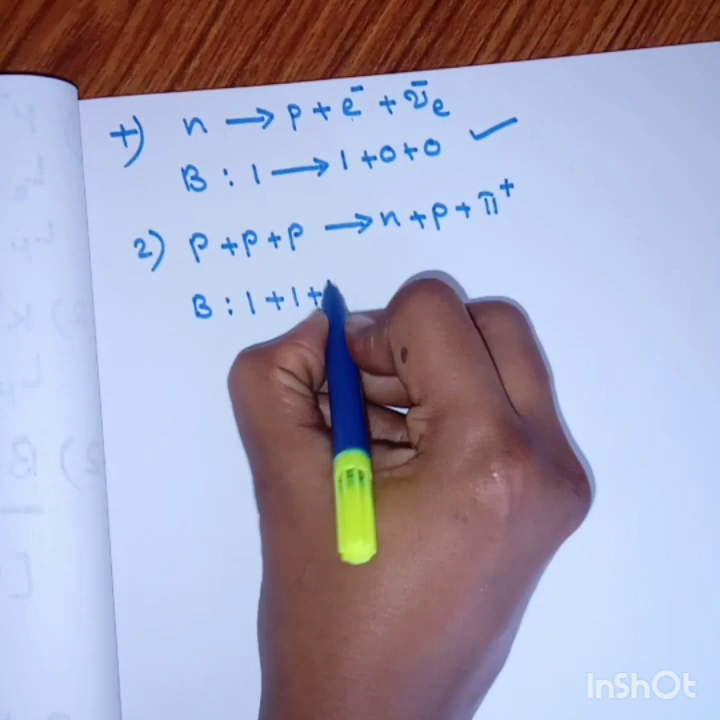 1) n → p + e⁻ + ν̄e
B : 1 → 1+0+0 ✓
2) p + p + p → n + p + π⁺
B : 1 + 1 +
InShOt